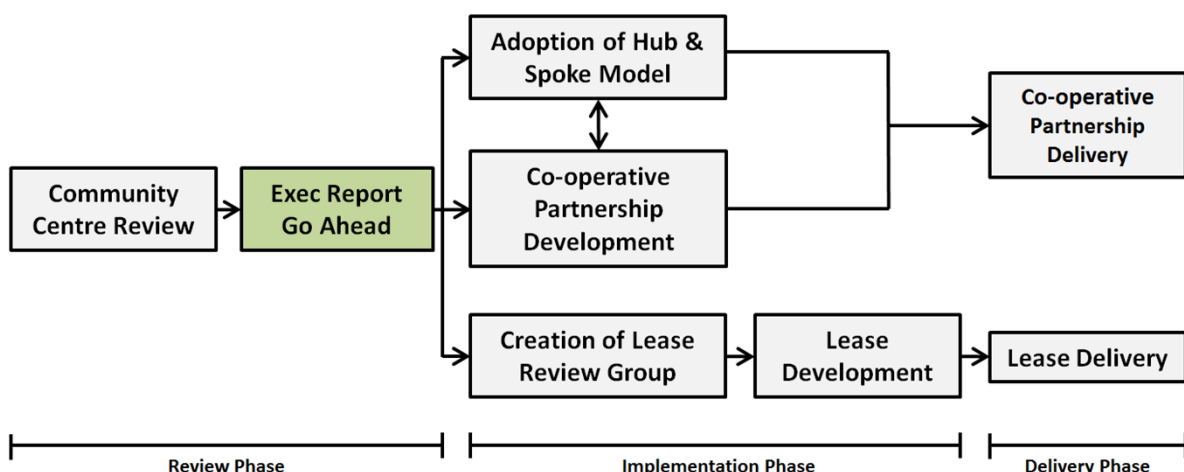 Community
Centre Review
Exec Report
Go Ahead
Adoption of Hub &
Spoke Model
Co-operative
Partnership
Development
Creation of Lease
Review Group
Lease
Development
Co-operative
Partnership
Delivery
Lease Delivery
Review Phase
Implementation Phase
Delivery Phase